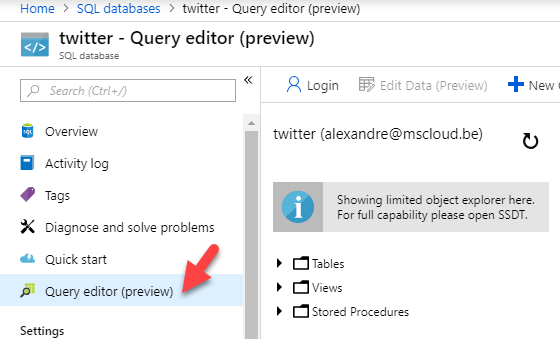 Home > SQL databases > twitter - Query editor (preview)
twitter - Query editor (preview)
SQL database
Search (Ctrl+/)
Overview
Activity log
Tags
Diagnose and solve problems
Quick start
Query editor (preview)
Settings
Login
Edit Data (Preview)
New
twitter (alexandre@mscloud.be)
Showing limited object explorer here.
For full capability please open SSDT.
Tables
Views
Stored Procedures